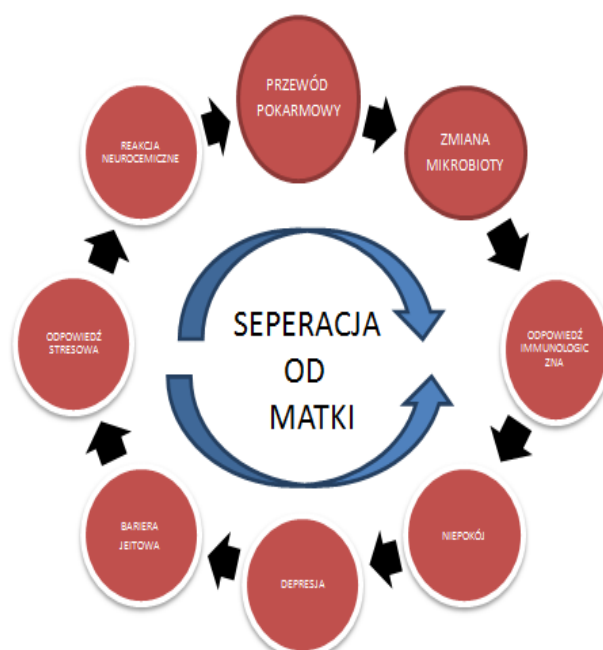 PRZEWÓD
POKARMOWY
ZMIANA
MIKROBIOTY
ODPOWIEDŹ
IMMUNOLOGIC
ZNA
NIEPOKÓJ
DEPRESJA
BARIERA
JEITOWA
ODPOWIEDŹ
STRESOWA
REAKCJA
NEUROCEMICZNE
SEPERACJA
OD
MATKI